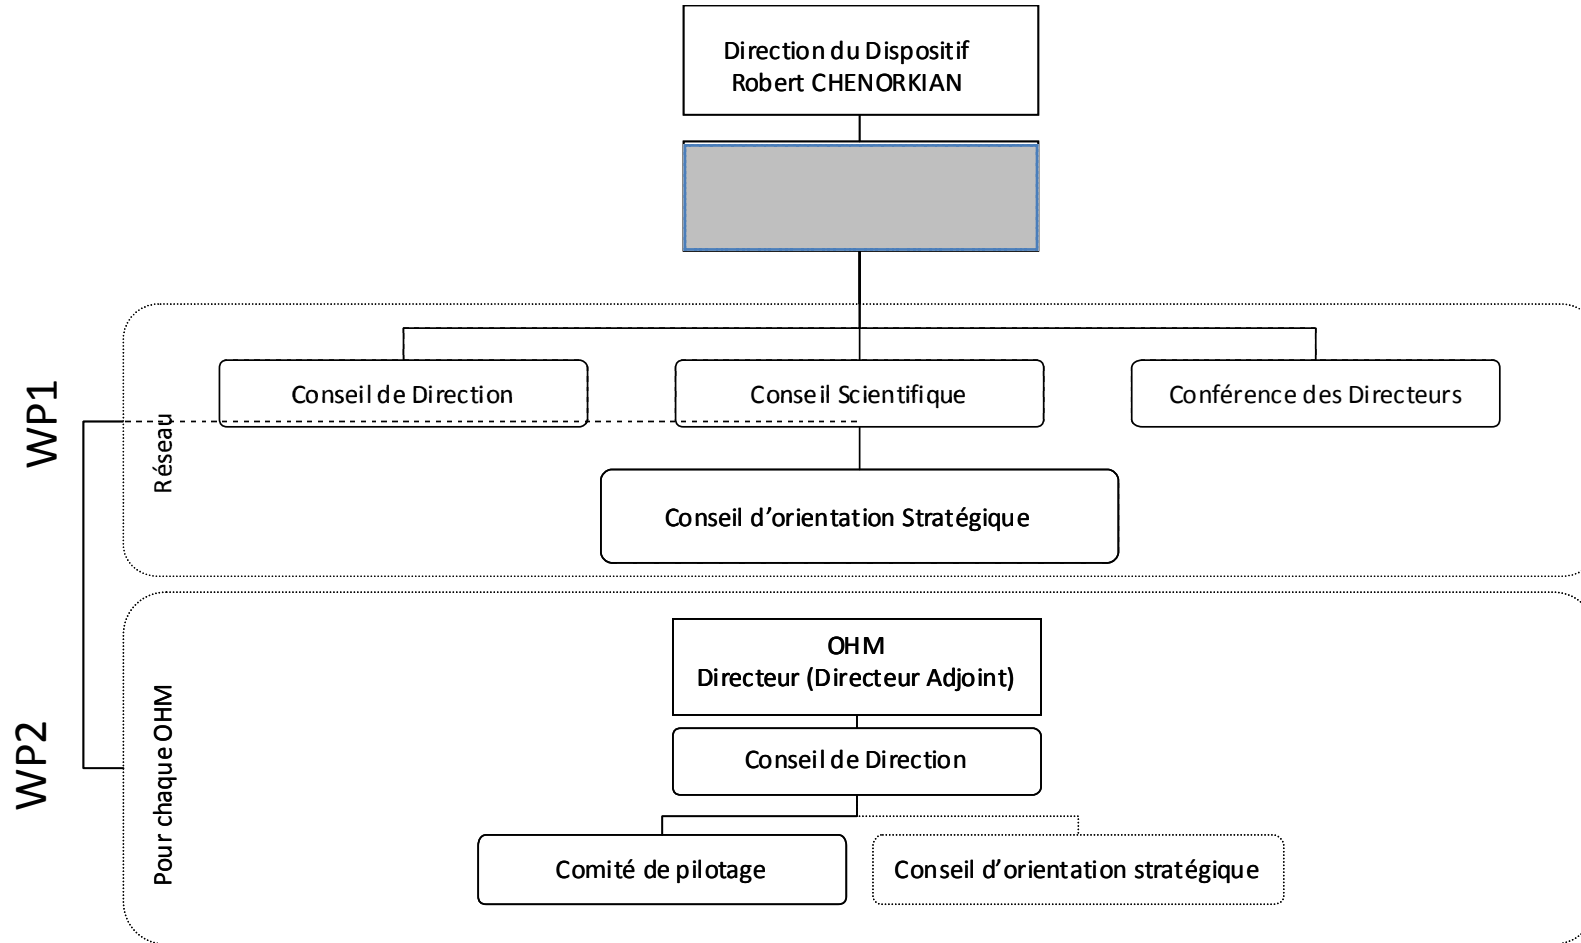 Direction du Dispositif
Robert CHENORKIAN
WP1
Réseau
Conseil de Direction
Conseil Scientifique
Conférence des Directeurs
Conseil d’orientation Stratégique
WP2
Pour chaque OHM
OHM
Directeur (Directeur Adjoint)
Conseil de Direction
Comité de pilotage
Conseil d’orientation stratégique